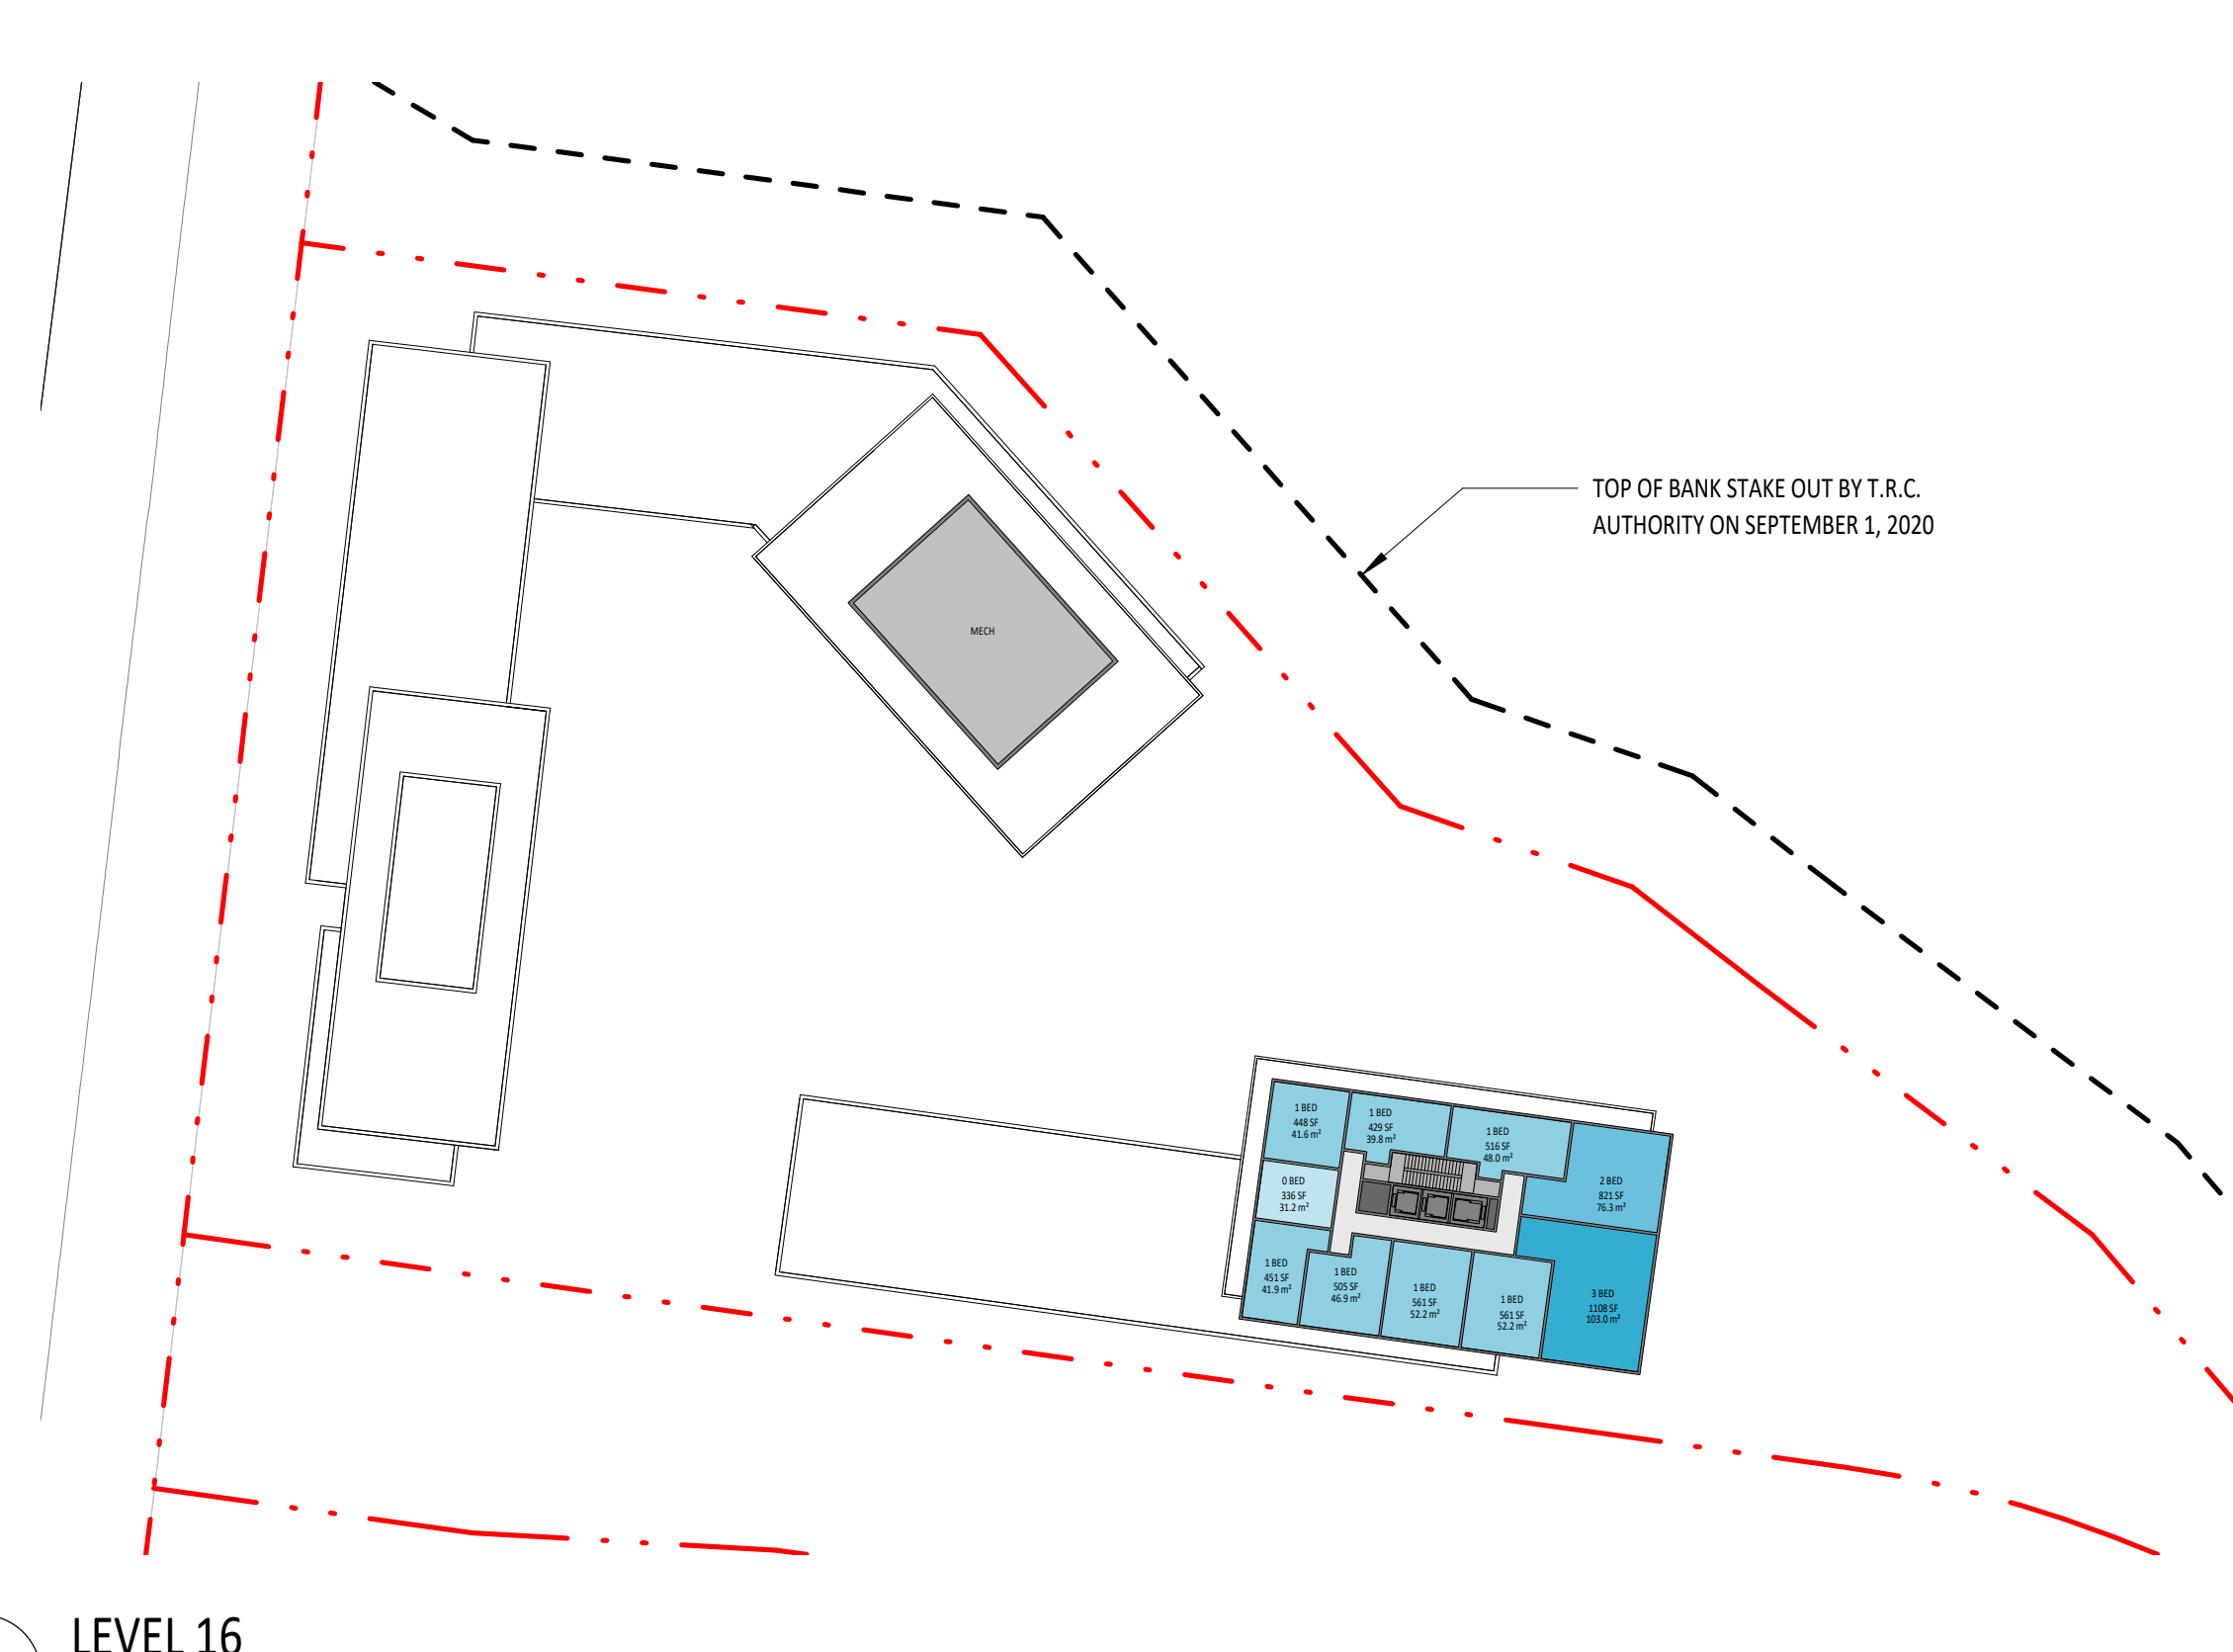 TOP OF BANK STAKE OUT BY T.R.C.
AUTHORITY ON SEPTEMBER 1, 2020
MECH
1 BED
448 SF
41.6 m²
1 BED
429 SF
39.8 m²
1 BED
516 SF
48.0 m²
2 BED
821 SF
76.3 m²
0 BED
336 SF
31.2 m²
1 BED
451 SF
41.9 m²
1 BED
505 SF
46.9 m²
1 BED
561 SF
52.2 m²
1 BED
561 SF
52.2 m²
3 BED
1108 SF
103.0 m²
LEVEL 16